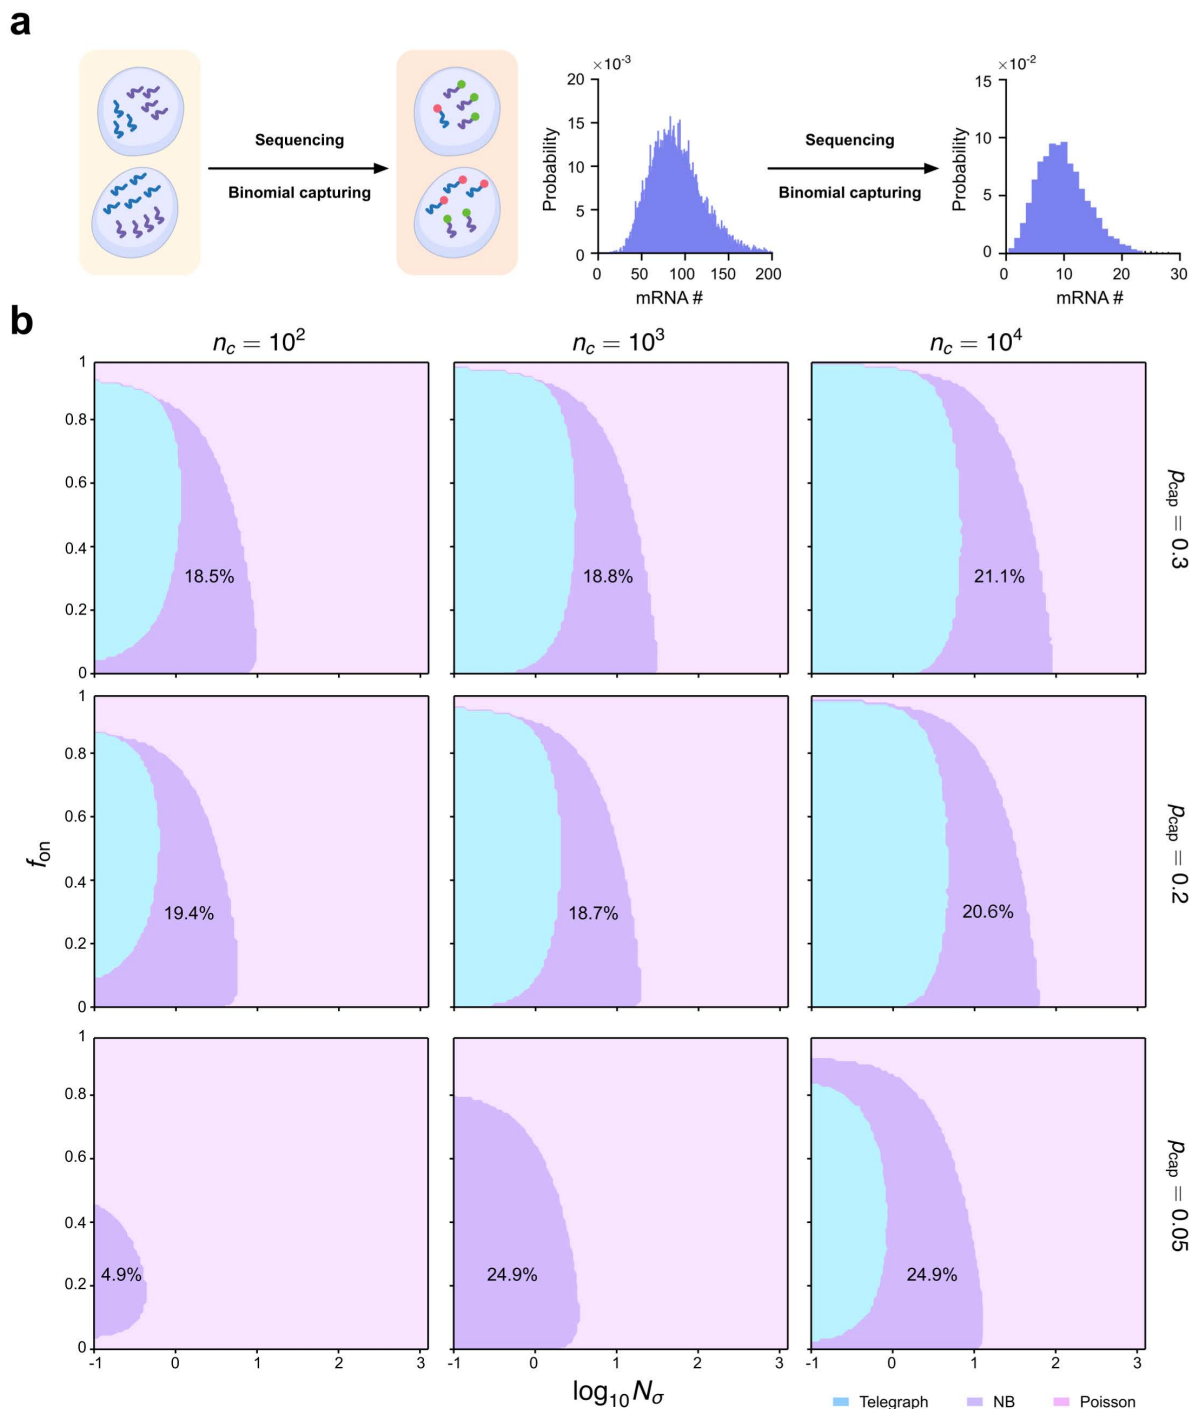 a
Sequencing
Binomial capturing
×10⁻³
20
15
10
5
0
Probability
0 50 100 150 200
mRNA #
Sequencing
Binomial capturing
×10⁻²
15
10
5
0
Probability
0 10 20 30
mRNA #
b
n_c = 10²
n_c = 10³
n_c = 10⁴
1
0.8
0.6
0.4
0.2
0
18.5%
18.8%
21.1%
p_cap = 0.3
1
0.8
0.6
0.4
0.2
0
f_on
19.4%
18.7%
20.6%
p_cap = 0.2
1
0.8
0.6
0.4
0.2
0
4.9%
24.9%
24.9%
p_cap = 0.05
-1 0 1 2 3
-1 0 1 2 3
-1 0 1 2 3
log₁₀ N_σ
Telegraph NB Poisson